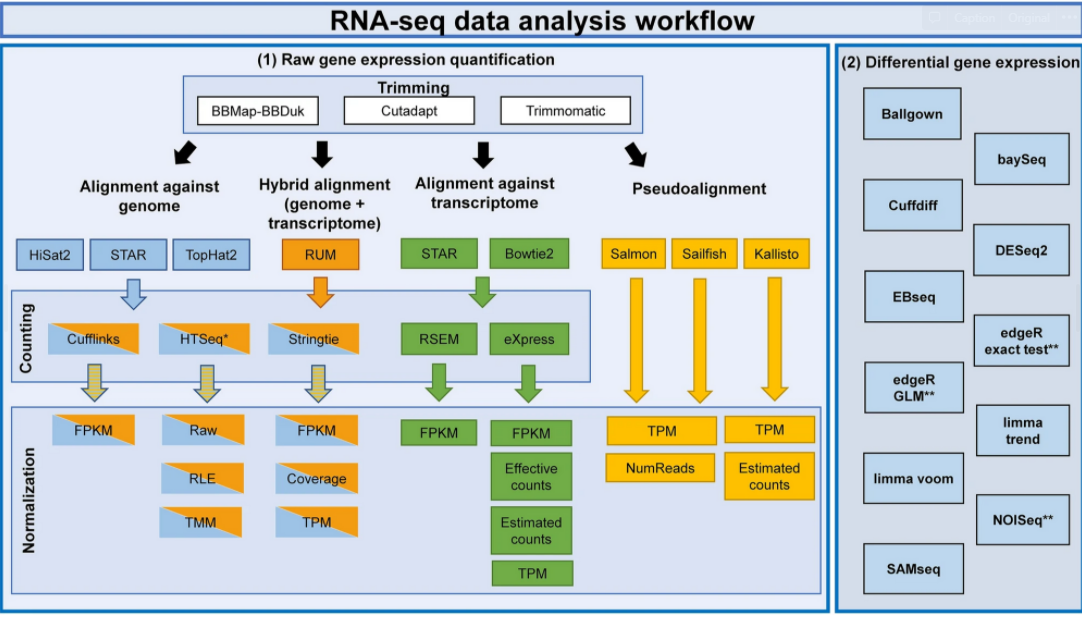 RNA-seq data analysis workflow
Caption Original
(1) Raw gene expression quantification
Trimming
BBMap-BBDuk
Cutadapt
Trimmomatic
Alignment against
genome
Hybrid alignment
(genome +
transcriptome)
Alignment against
transcriptome
Pseudoalignment
HiSat2
STAR
TopHat2
RUM
STAR
Bowtie2
Salmon
Sailfish
Kallisto
Counting
Cufflinks
HTSeq*
Stringtie
RSEM
eXpress
Normalization
FPKM
Raw
RLE
TMM
FPKM
Coverage
TPM
FPKM
FPKM
Effective
counts
Estimated
counts
TPM
TPM
NumReads
TPM
Estimated
counts
(2) Differential gene expression
Ballgown
baySeq
Cuffdiff
DESeq2
EBseq
edgeR
exact test**
edgeR
GLM**
limma
trend
limma voom
NOISeq**
SAMseq